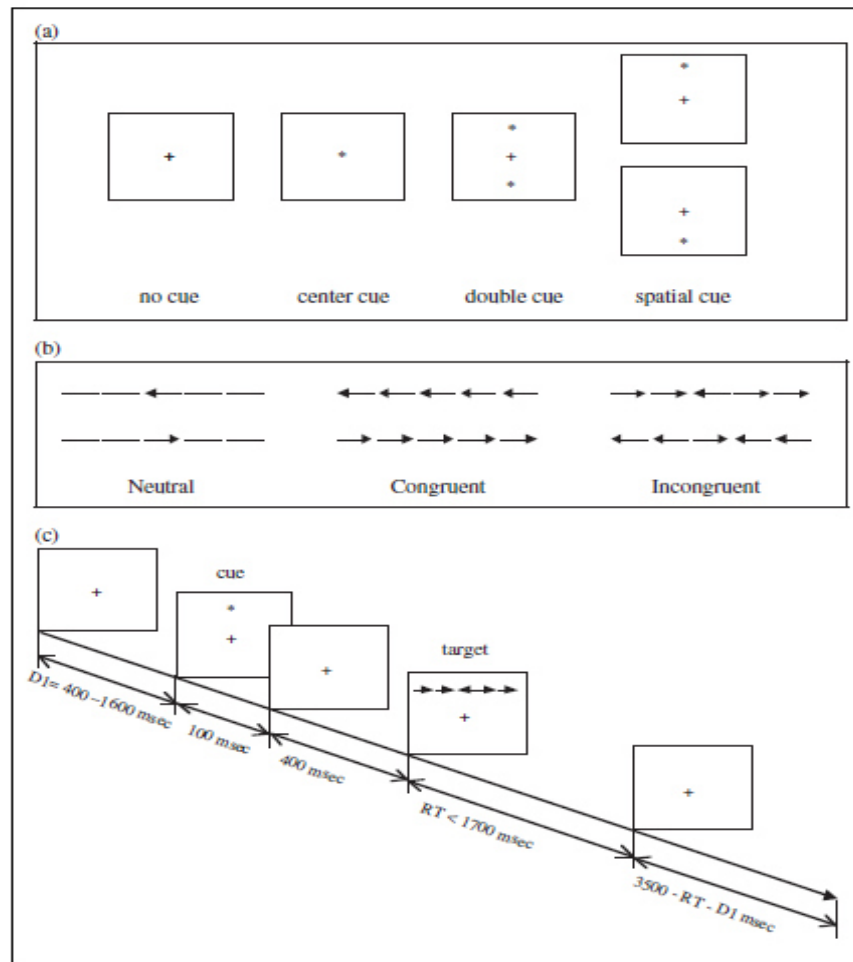 (a)
+ * * + * * + + *
no cue center cue double cue spatial cue
(b)
Neutral Congruent Incongruent
(c)
cue
target
+ * + + + +
D1= 400 –1600 msec
100 msec
400 msec
RT < 1700 msec
3500 - RT - D1 msec